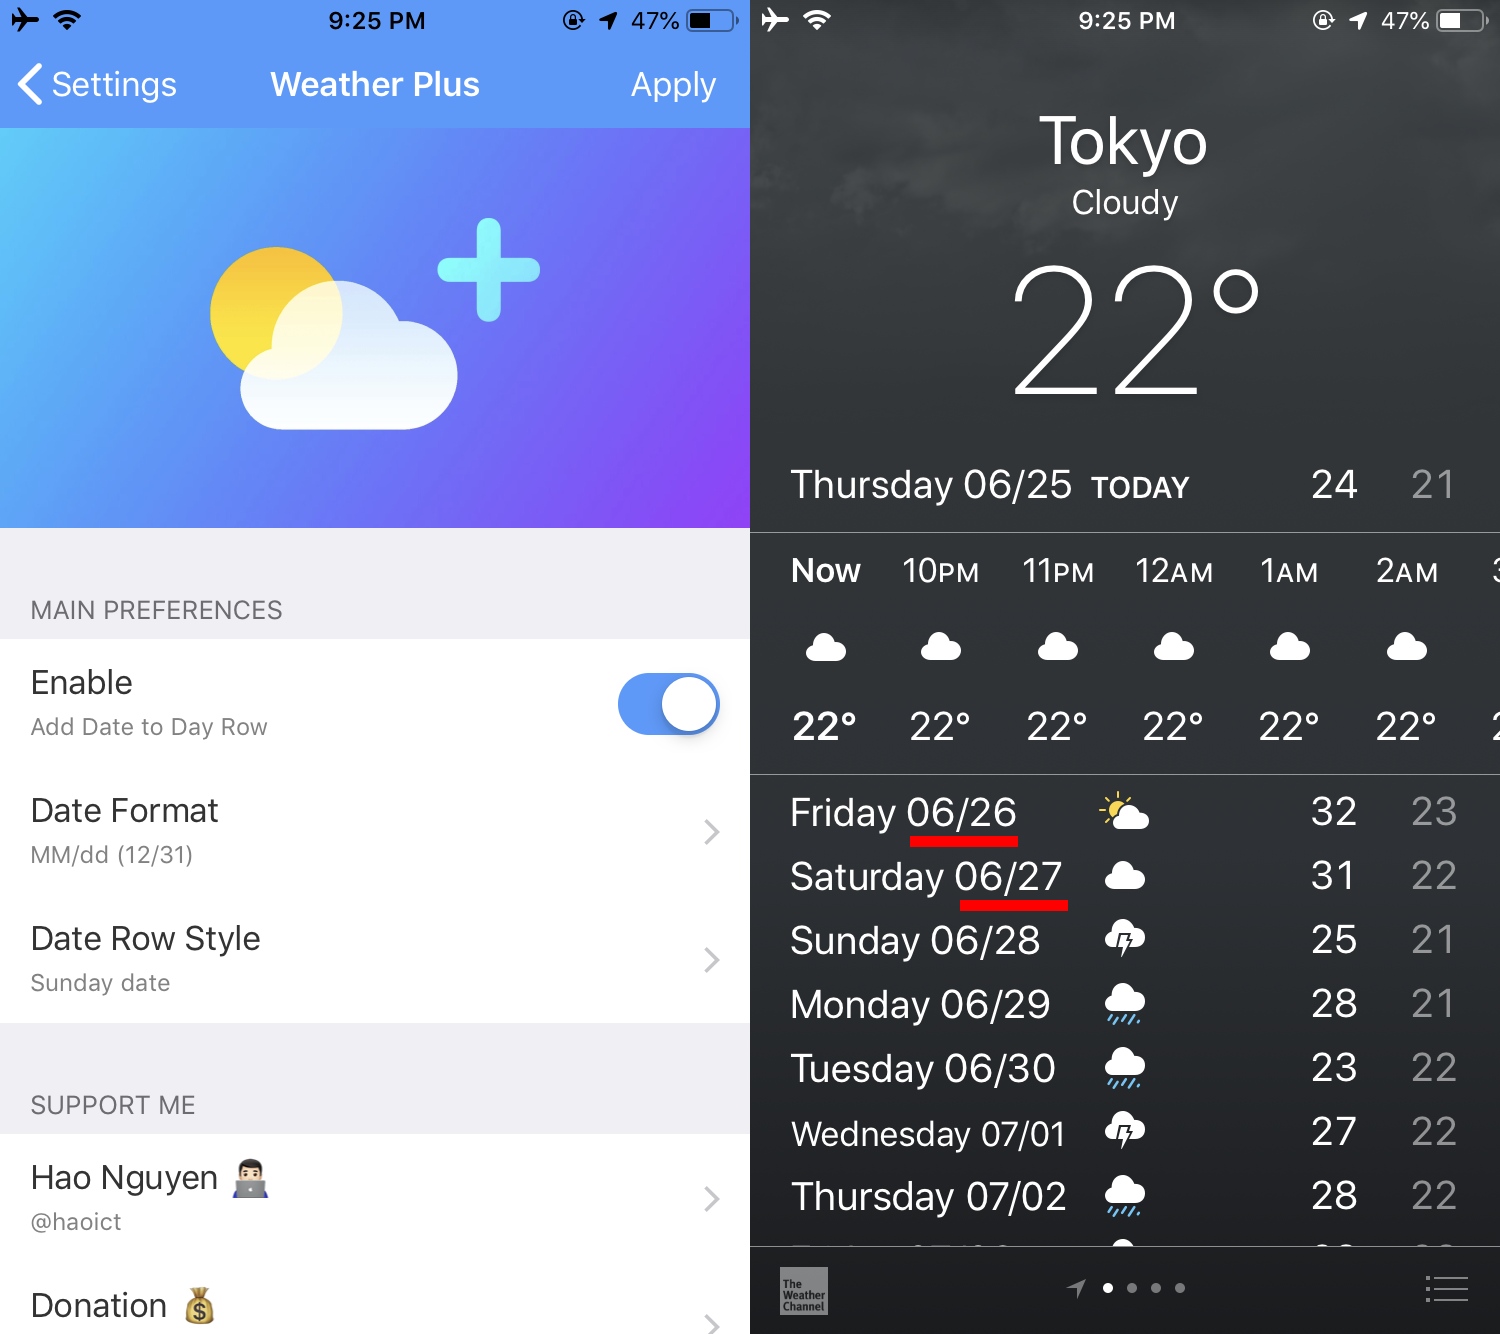 9:25 PM
47%
Settings
Weather Plus
Apply
MAIN PREFERENCES
Enable
Add Date to Day Row
Date Format
MM/dd (12/31)
Date Row Style
Sunday date
SUPPORT ME
Hao Nguyen 👨🏻‍💻
@haoict
Donation 💰
9:25 PM
47%
Tokyo
Cloudy
22°
Thursday 06/25 TODAY 24 21
Now 10PM 11PM 12AM 1AM 2AM
22° 22° 22° 22° 22° 22°
Friday 06/26 32 23
Saturday 06/27 31 22
Sunday 06/28 25 21
Monday 06/29 28 21
Tuesday 06/30 23 22
Wednesday 07/01 27 22
Thursday 07/02 28 22
The
Weather
Channel